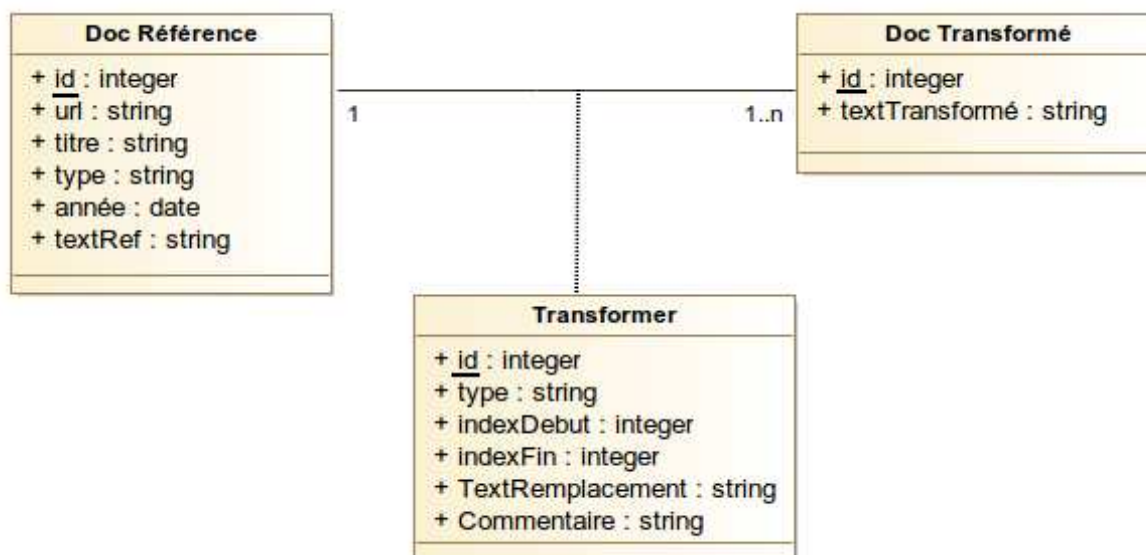 Doc Référence
+ id : integer
+ url : string
+ titre : string
+ type : string
+ année : date
+ textRef : string
1
1..n
Doc Transformé
+ id : integer
+ textTransformé : string
Transformer
+ id : integer
+ type : string
+ indexDebut : integer
+ indexFin : integer
+ TextRemplacement : string
+ Commentaire : string